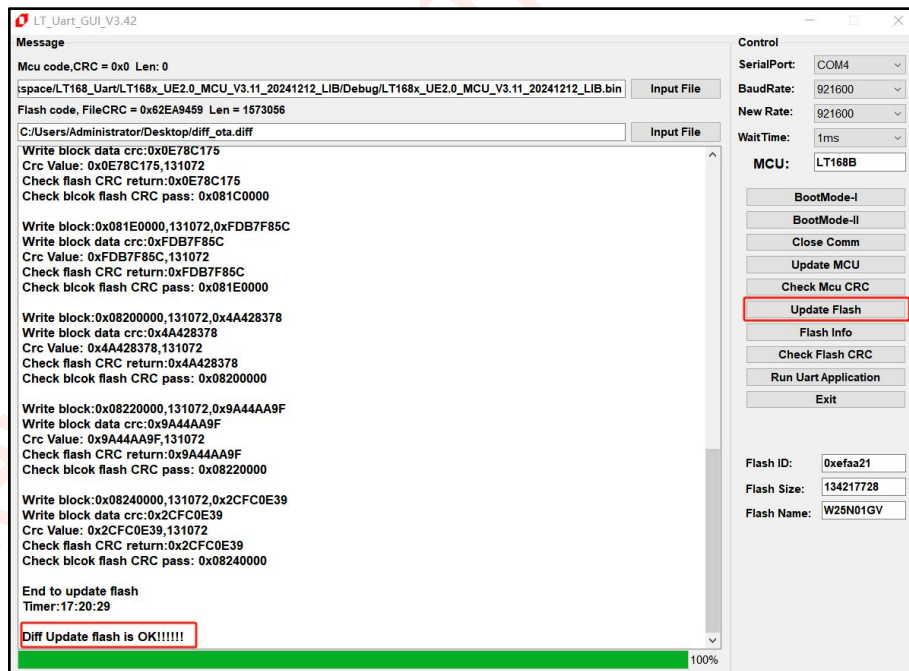 LT_Uart_GUI_V3.42
Message
Mcu code,CRC = 0x0 Len: 0
:space/LT168_Uart/LT168x_UE2.0_MCU_V3.11_20241212_LIB/Debug/LT168x_UE2.0_MCU_V3.11_20241212_LIB.bin
Input File
Flash code, FileCRC = 0x62EA9459 Len = 1573056
C:/Users/Administrator/Desktop/diff_ota.diff
Input File
Write block data crc:0x0E78C175
Crc Value: 0x0E78C175,131072
Check flash CRC return:0x0E78C175
Check blcok flash CRC pass: 0x081C0000
Write block:0x081E0000,131072,0xFDB7F85C
Write block data crc:0xFDB7F85C
Crc Value: 0xFDB7F85C,131072
Check flash CRC return:0xFDB7F85C
Check blcok flash CRC pass: 0x081E0000
Write block:0x08200000,131072,0x4A428378
Write block data crc:0x4A428378
Crc Value: 0x4A428378,131072
Check flash CRC return:0x4A428378
Check blcok flash CRC pass: 0x08200000
Write block:0x08220000,131072,0x9A44AA9F
Write block data crc:0x9A44AA9F
Crc Value: 0x9A44AA9F,131072
Check flash CRC return:0x9A44AA9F
Check blcok flash CRC pass: 0x08220000
Write block:0x08240000,131072,0x2CFC0E39
Write block data crc:0x2CFC0E39
Crc Value: 0x2CFC0E39,131072
Check flash CRC return:0x2CFC0E39
Check blcok flash CRC pass: 0x08240000
End to update flash
Timer:17:20:29
Diff Update flash is OK!!!!!!
100%
Control
SerialPort: COM4
BaudRate: 921600
New Rate: 921600
WaitTime: 1ms
MCU: LT168B
BootMode-I
BootMode-II
Close Comm
Update MCU
Check Mcu CRC
Update Flash
Flash Info
Check Flash CRC
Run Uart Application
Exit
Flash ID: 0xefaa21
Flash Size: 134217728
Flash Name: W25N01GV